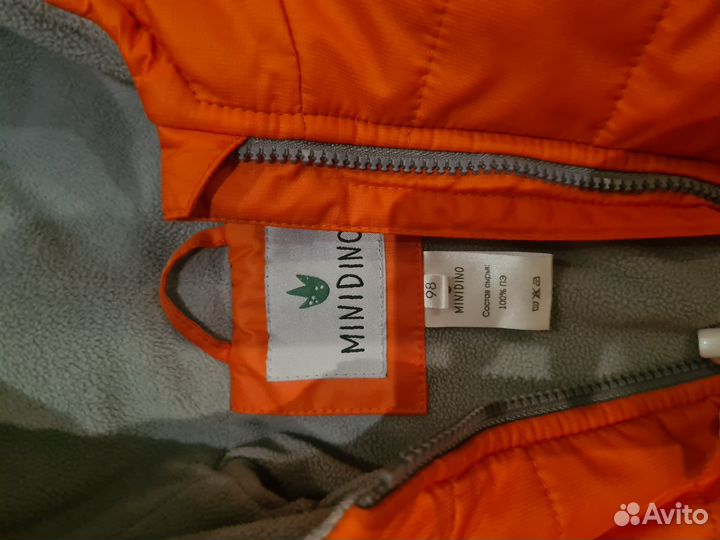 MINIDINO
98
MINIDINO
Состав сырья:
100% ПЭ
Avito